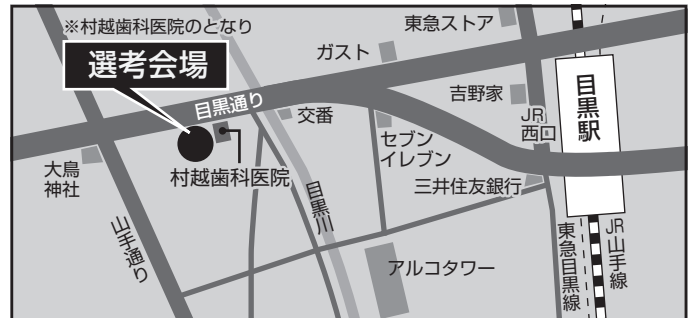 ※村越歯科医院のとなり
選考会場
目黒通り
村越歯科医院
大鳥
神社
山手通り
目黒川
交番
ガスト
東急ストア
吉野家
セブン
イレブン
三井住友銀行
アルコタワー
JR
西口
目黒駅
東急目黒線
JR山手線